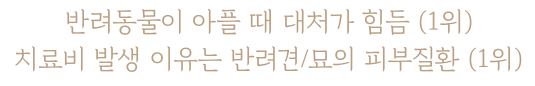 반려동물이 아플 때 대처가 힘듬 (1위)
치료비 발생 이유는 반려견/묘의 피부질환 (1위)